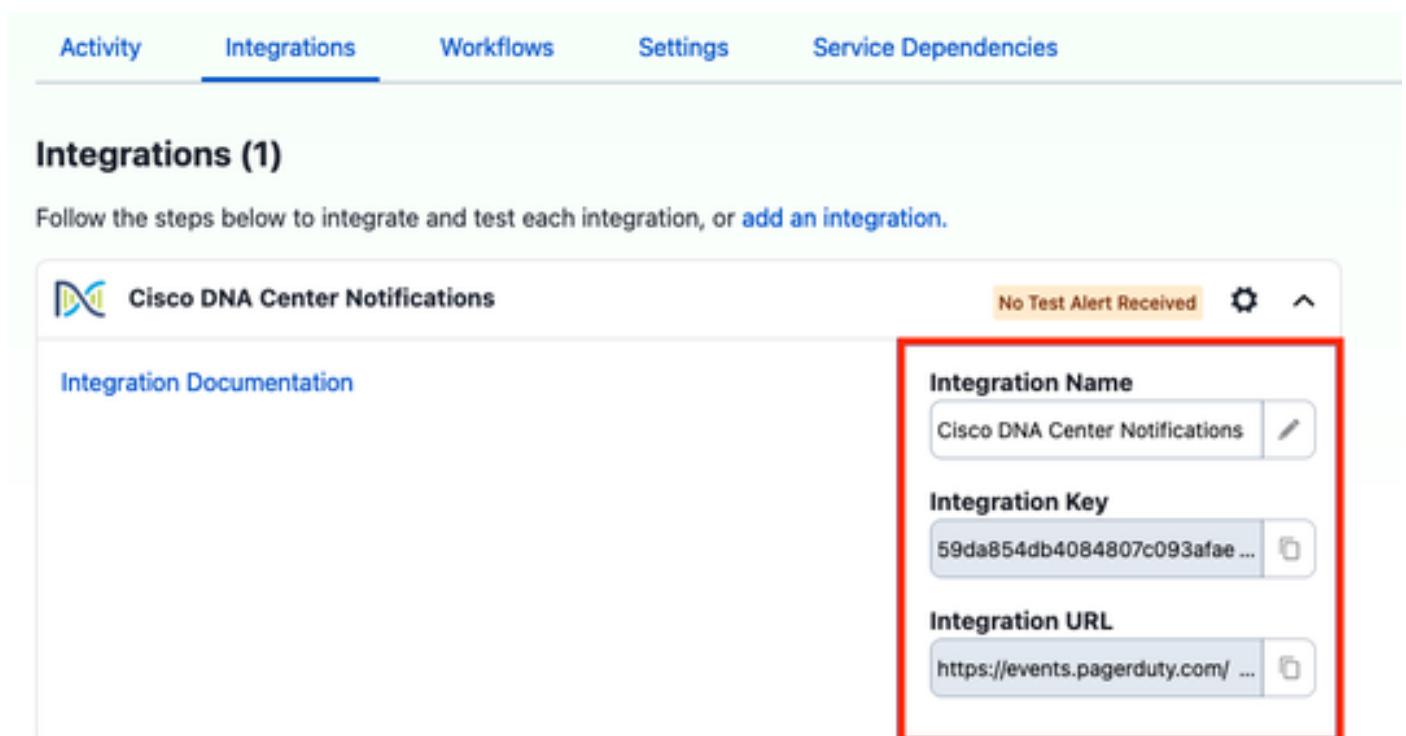 Activity Integrations Workflows Settings Service Dependencies
Integrations (1)
Follow the steps below to integrate and test each integration, or add an integration.
Cisco DNA Center Notifications No Test Alert Received
Integration Documentation
Integration Name
Cisco DNA Center Notifications
Integration Key
59da854db4084807c093afae ...
Integration URL
https://events.pagerduty.com/ ...